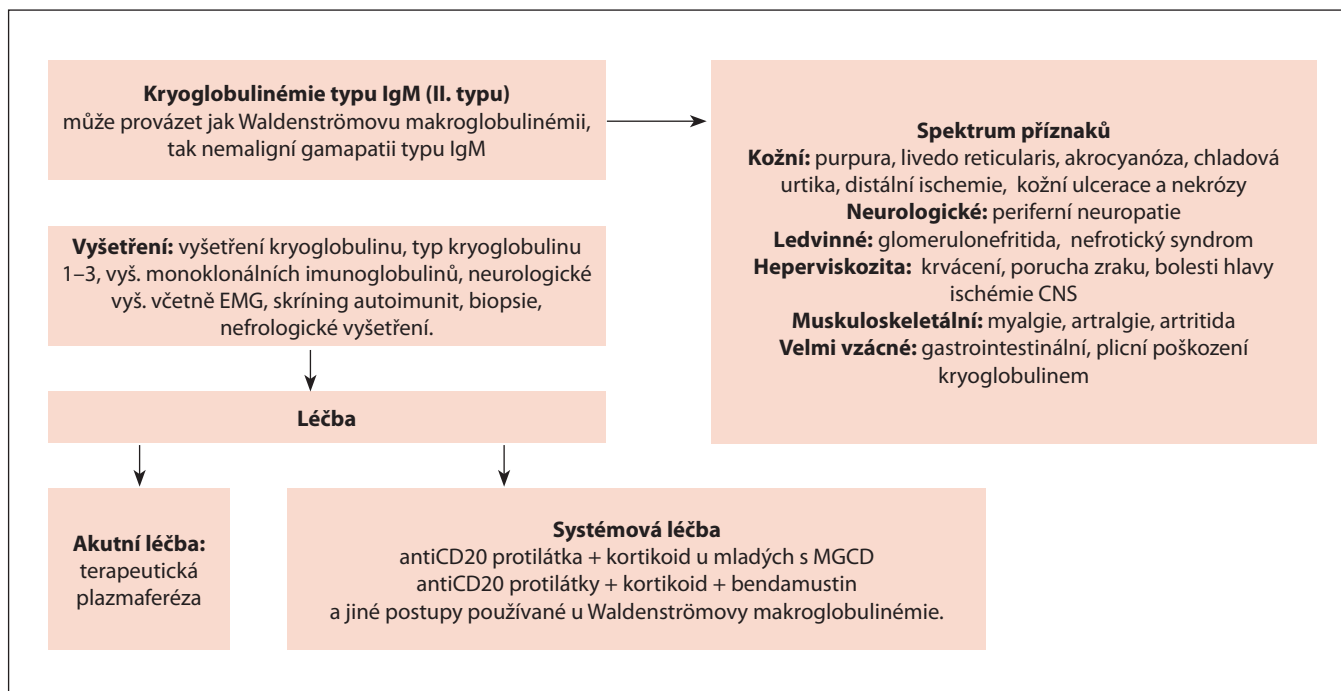 Kryoglobulinémie typu IgM (II. typu)
může provázet jak Waldenströmovu makroglobulinémii,
tak nemaligní gamapatii typu IgM
Spektrum příznaků
Kožní: purpura, livedo reticularis, akrocyanóza, chladová
urtika, distální ischemie, kožní ulcerace a nekrózy
Neurologické: periferní neuropatie
Ledvinné: glomerulonefritida, nefrotický syndrom
Heperviskozita: krvácení, porucha zraku, bolesti hlavy
ischémie CNS
Muskuloskeletální: myalgie, artralgie, artritida
Velmi vzácné: gastrointestinální, plicní poškození
kryoglobulinem
Vyšetření: vyšetření kryoglobulinu, typ kryoglobulinu
1–3, vyš. monoklonálních imunoglobulinů, neurologické
vyš. včetně EMG, skríning autoimunit, biopsie,
nefrologické vyšetření.
Léčba
Akutní léčba:
terapeutická
plazmaferéza
Systémová léčba
antiCD20 protilátka + kortikoid u mladých s MGCD
antiCD20 protilátky + kortikoid + bendamustin
a jiné postupy používané u Waldenströmovy makroglobulinémie.